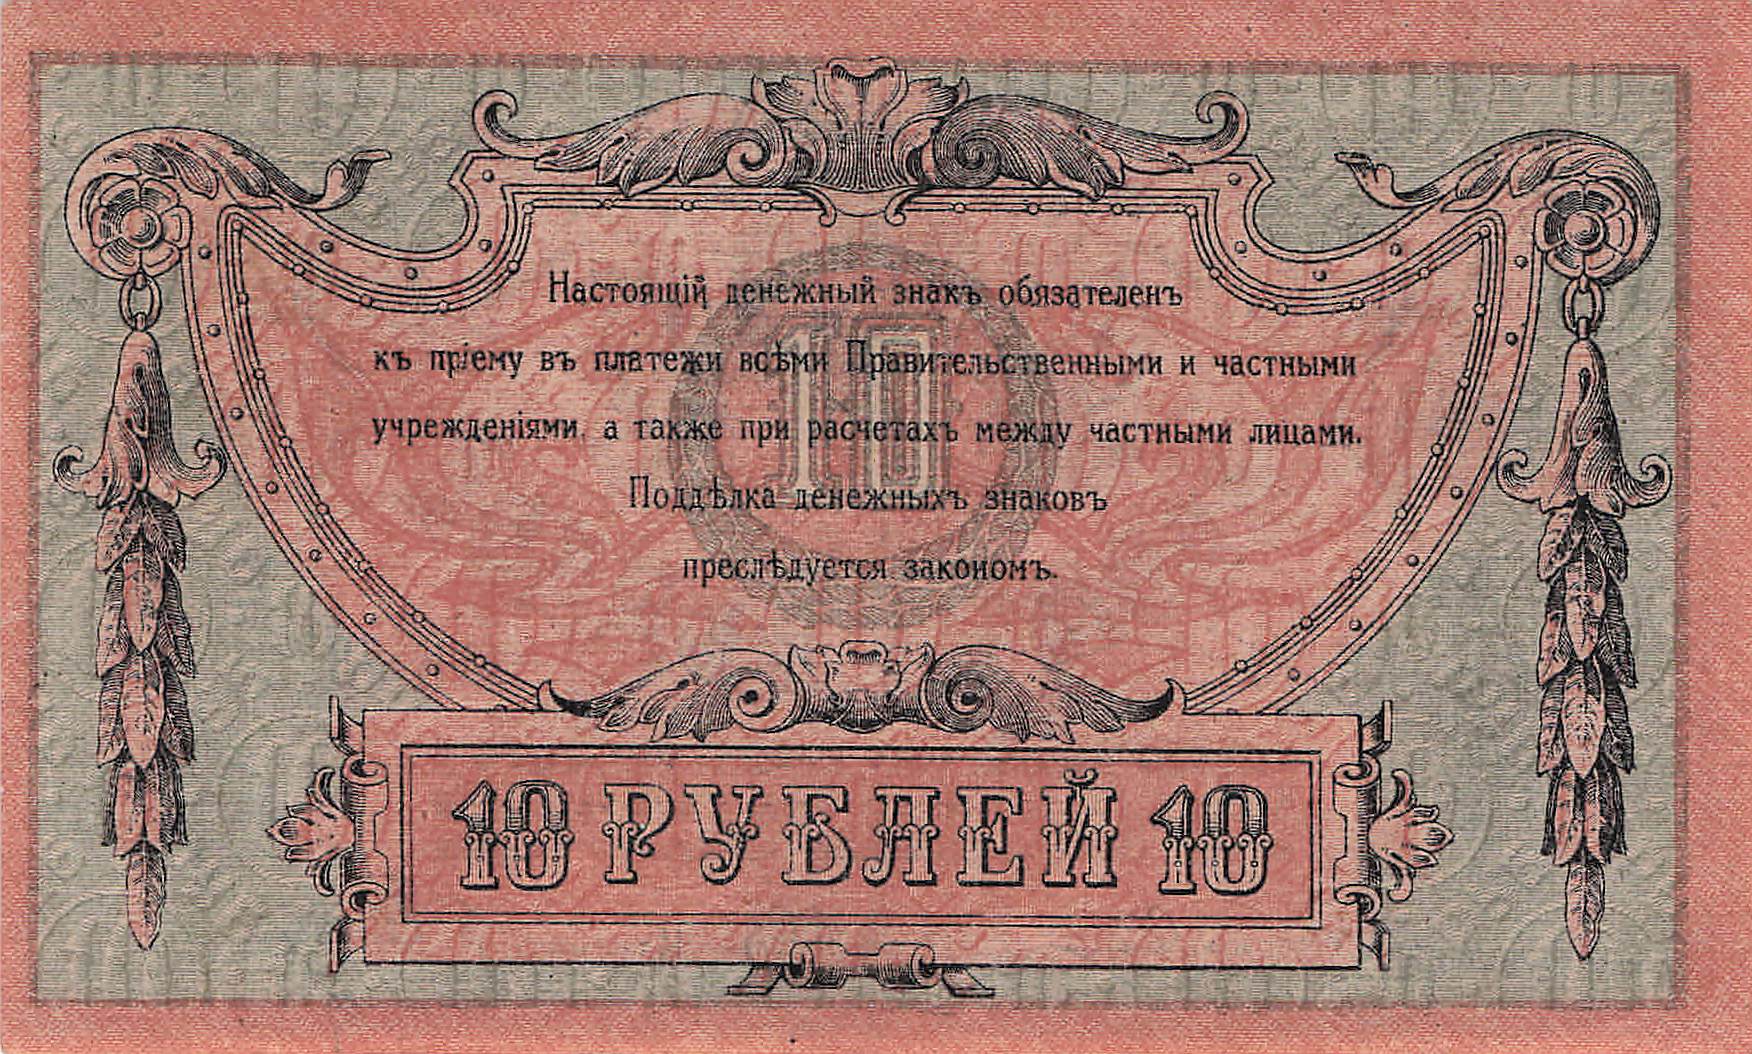 Настоящій денежный знакъ обязателенъ
къ пріему въ платежи всѣми Правительственными и частными
учрежденіями, а также при расчетахъ между частными лицами.
10
Поддѣлка денежныхъ знаковъ
преслѣдуется закономъ.
10 РУБЛЕЙ 10